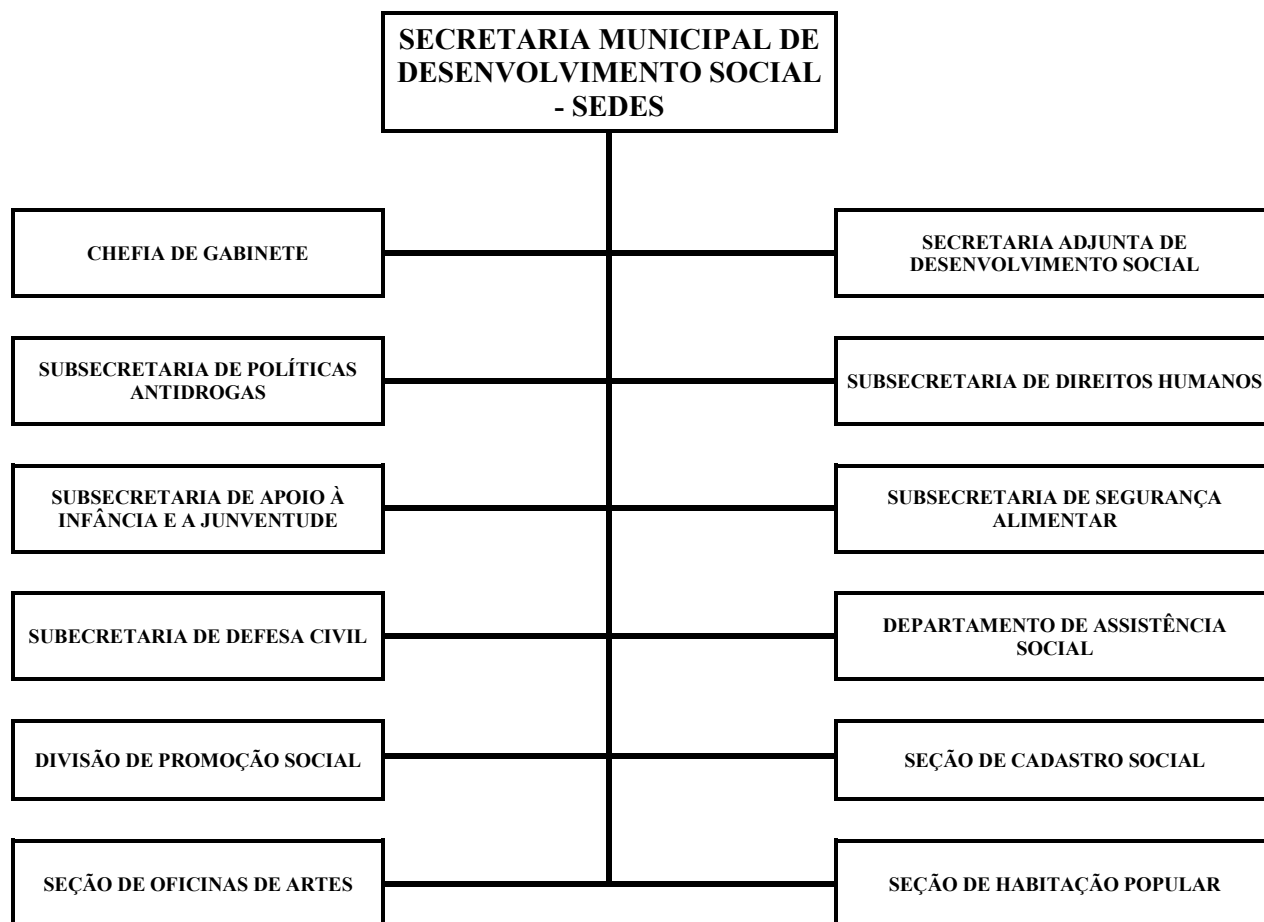 SECRETARIA MUNICIPAL DE
DESENVOLVIMENTO SOCIAL
- SEDES
CHEFIA DE GABINETE
SECRETARIA ADJUNTA DE
DESENVOLVIMENTO SOCIAL
SUBSECRETARIA DE POLÍTICAS
ANTIDROGAS
SUBSECRETARIA DE DIREITOS HUMANOS
SUBSECRETARIA DE APOIO À
INFÂNCIA E A JUNVENTUDE
SUBSECRETARIA DE SEGURANÇA
ALIMENTAR
SUBECRETARIA DE DEFESA CIVIL
DEPARTAMENTO DE ASSISTÊNCIA
SOCIAL
DIVISÃO DE PROMOÇÃO SOCIAL
SEÇÃO DE CADASTRO SOCIAL
SEÇÃO DE OFICINAS DE ARTES
SEÇÃO DE HABITAÇÃO POPULAR